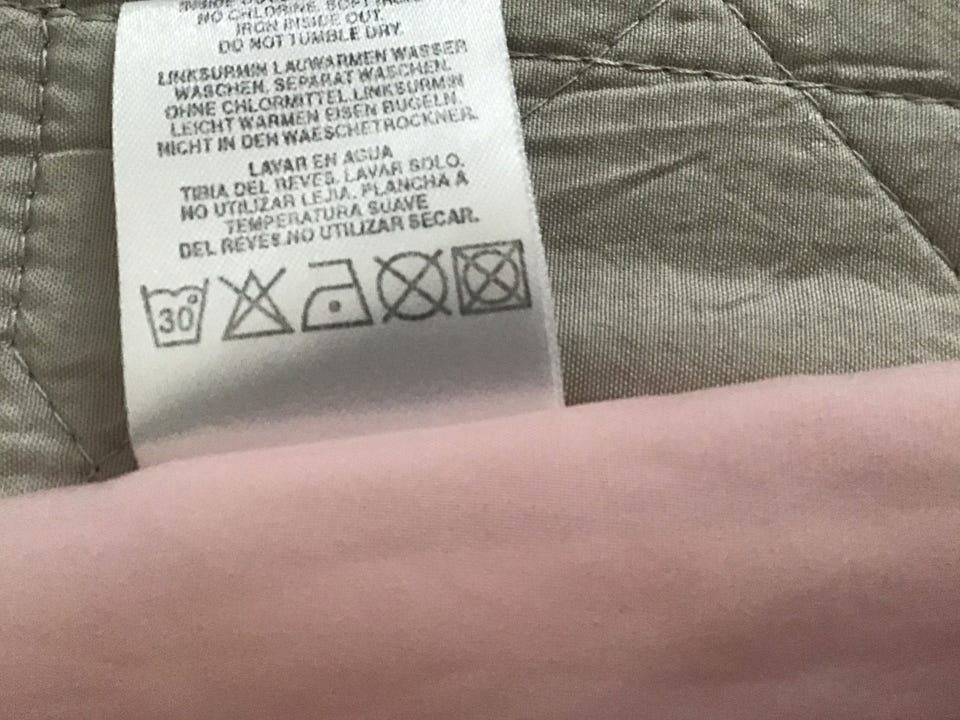 INSIDE OUT
NO CHLORINE. SOFT
IRON INSIDE OUT.
DO NOT TUMBLE DRY.
LINKSURMIN LAUWARMEN WASSER
WASCHEN, SEPARAT WASCHEN.
OHNE CHLORMITTEL.LINKSURMIN
LEICHT WARMEN EISEN BUGELN.
NICHT IN DEN WAESCHETROCKNER.
LAVAR EN AGUA
TIBIA DEL REVES. LAVAR SOLO.
NO UTILIZAR LEJIA. PLANCHA A
TEMPERATURA SUAVE
DEL REVES.NO UTILIZAR SECAR.
30°